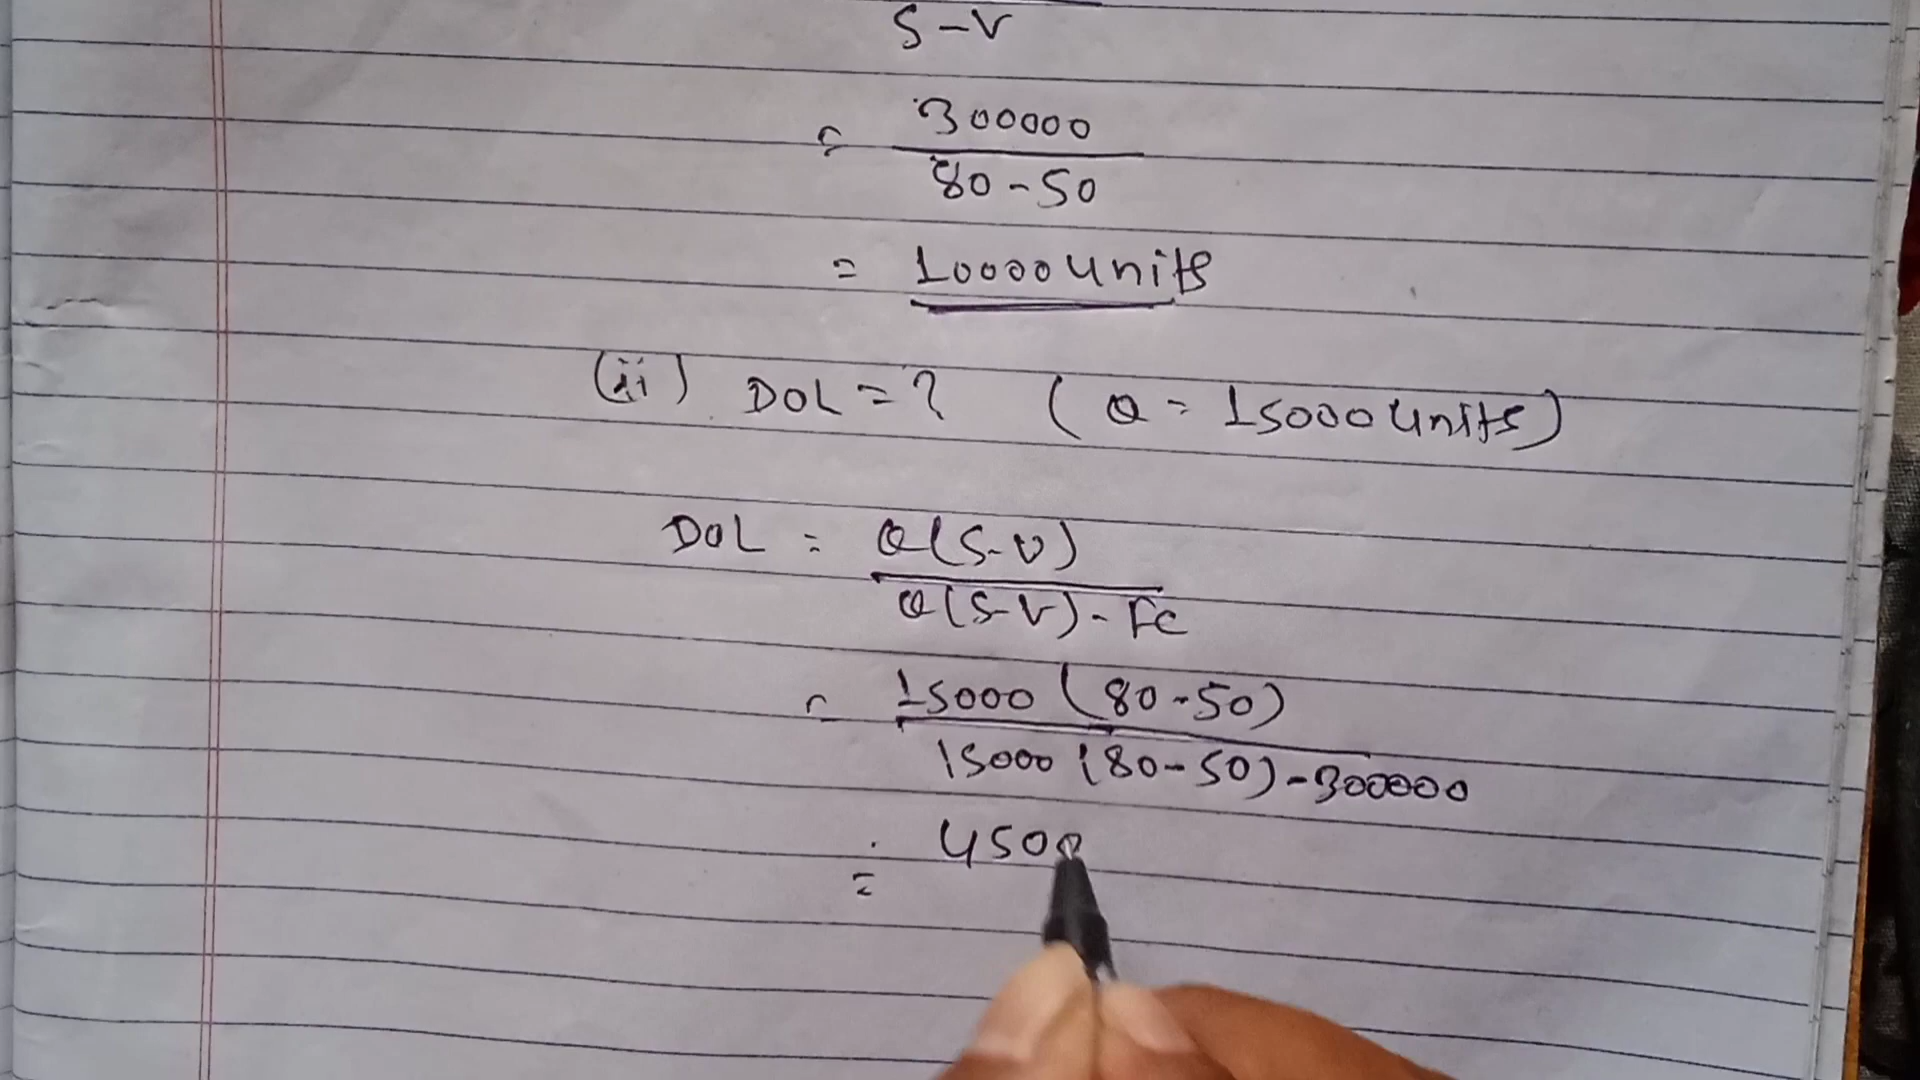 S-V
= 300000
80-50
= 10000 units
(ii) DOL = ? (Q = 15000 units)
DOL = Q(S-V)
Q(S-V)-FC
= 15000 (80-50)
15000 (80-50)-300000
= 4500